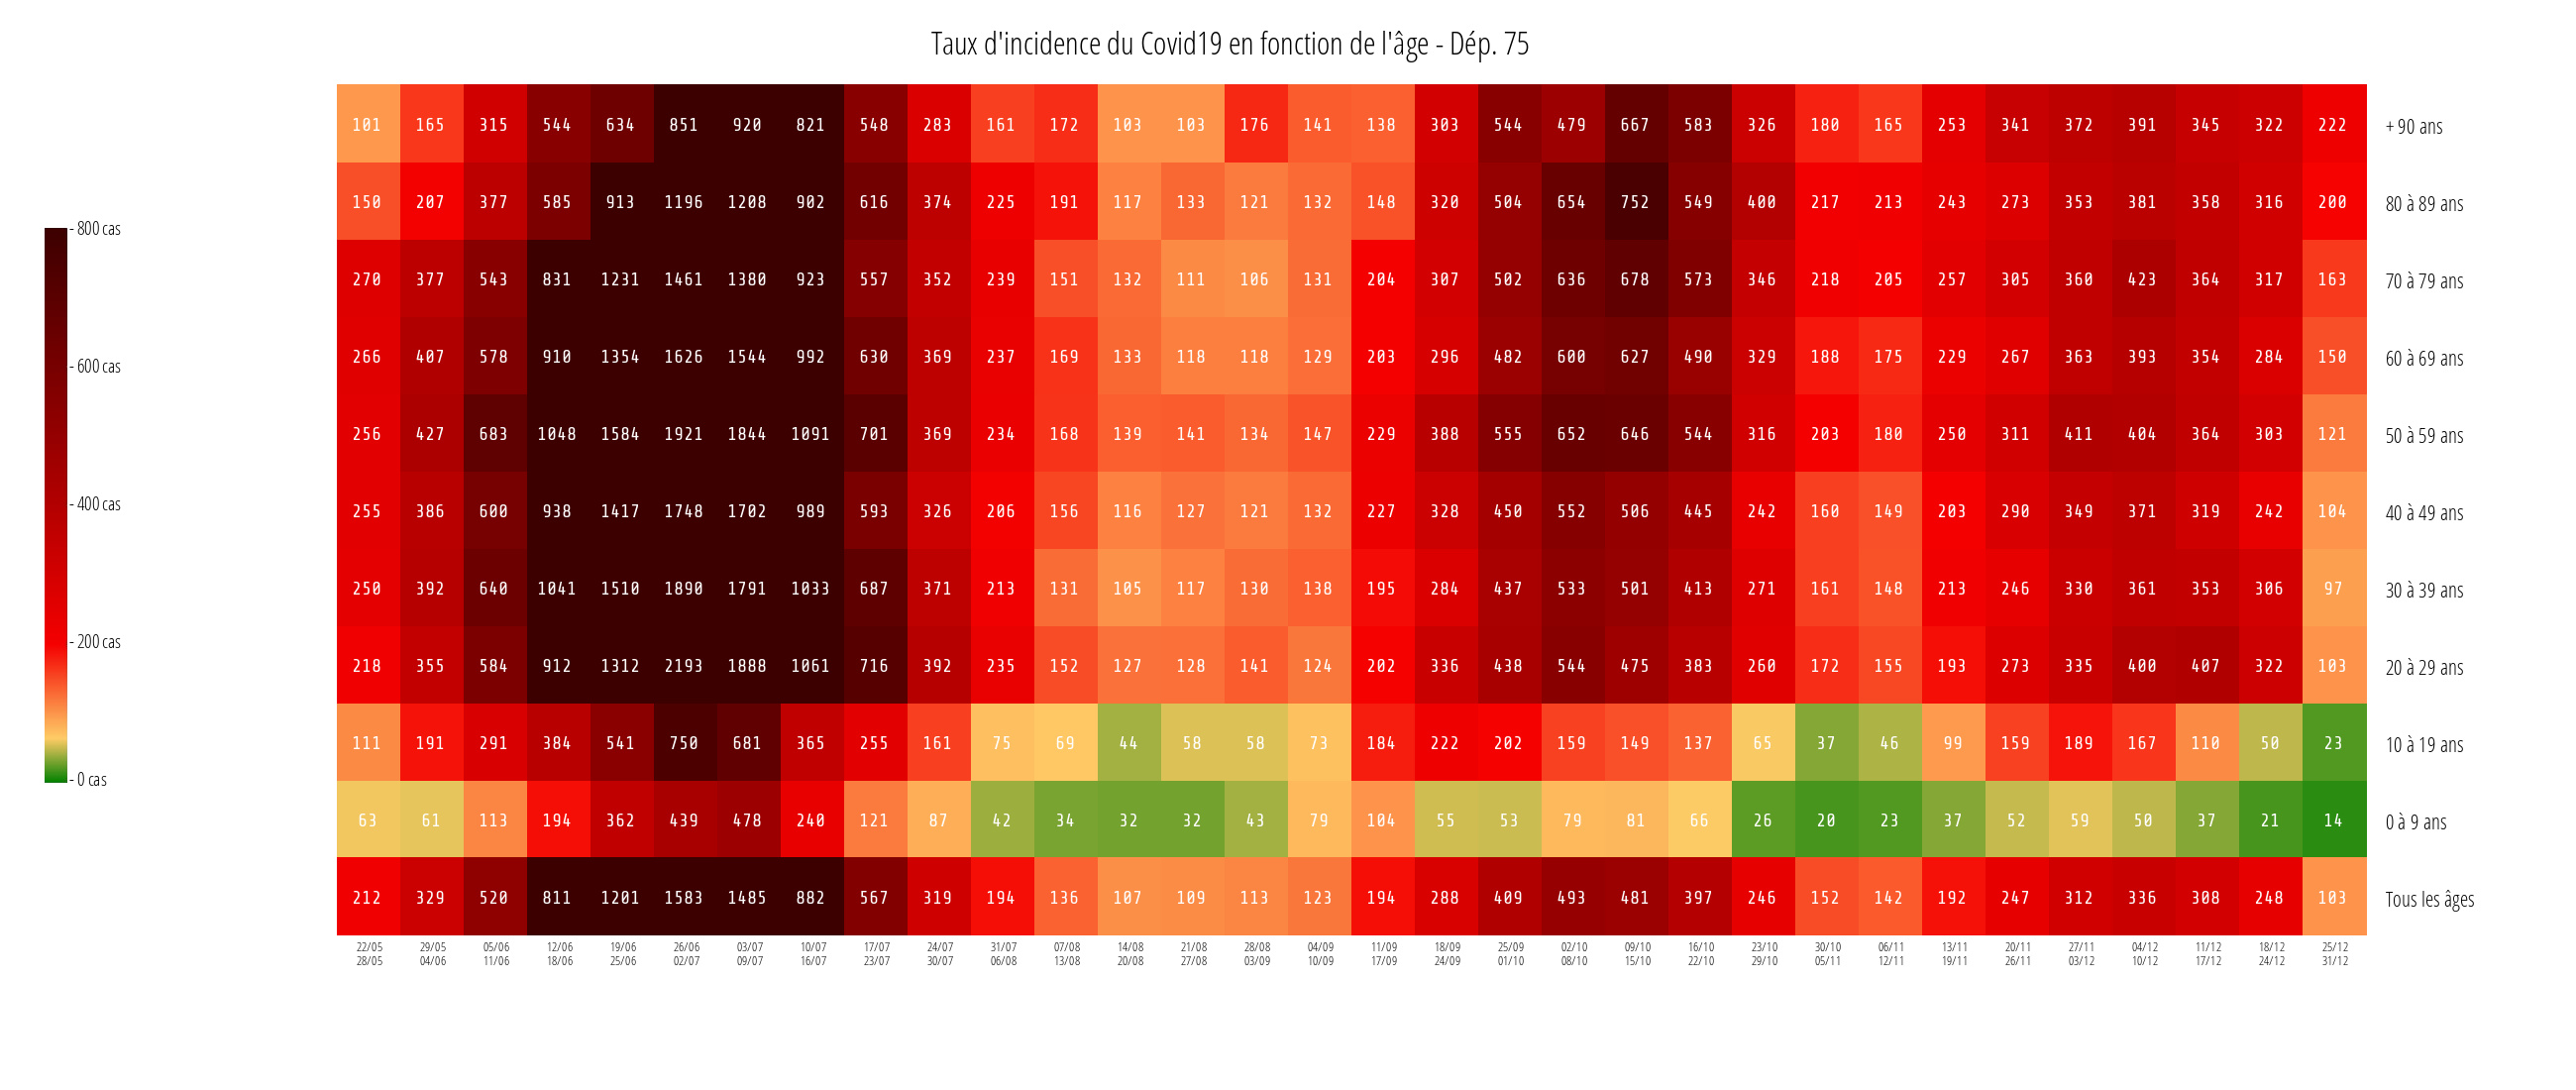 Taux d'incidence du Covid19 en fonction de l'âge - Dép. 75
- 800 cas
- 600 cas
- 400 cas
- 200 cas
- 0 cas
101 165 315 544 634 851 920 821 548 283 161 172 103 103 176 141 138 303 544 479 667 583 326 180 165 253 341 372 391 345 322 222 + 90 ans
150 207 377 585 913 1196 1208 902 616 374 225 191 117 133 121 132 148 320 504 654 752 549 400 217 213 243 273 353 381 358 316 200 80 à 89 ans
270 377 543 831 1231 1461 1380 923 557 352 239 151 132 111 106 131 204 307 502 636 678 573 346 218 205 257 305 360 423 364 317 163 70 à 79 ans
266 407 578 910 1354 1626 1544 992 630 369 237 169 133 118 118 129 203 296 482 600 627 490 329 188 175 229 267 363 393 354 284 150 60 à 69 ans
256 427 683 1048 1584 1921 1844 1091 701 369 234 168 139 141 134 147 229 388 555 652 646 544 316 203 180 250 311 411 404 364 303 121 50 à 59 ans
255 386 600 938 1417 1748 1702 989 593 326 206 156 116 127 121 132 227 328 450 552 506 445 242 160 149 203 290 349 371 319 242 104 40 à 49 ans
250 392 640 1041 1510 1890 1791 1033 687 371 213 131 105 117 130 138 195 284 437 533 501 413 271 161 148 213 246 330 361 353 306 97 30 à 39 ans
218 355 584 912 1312 2193 1888 1061 716 392 235 152 127 128 141 124 202 336 438 544 475 383 260 172 155 193 273 335 400 407 322 103 20 à 29 ans
111 191 291 384 541 750 681 365 255 161 75 69 44 58 58 73 184 222 202 159 149 137 65 37 46 99 159 189 167 110 50 23 10 à 19 ans
63 61 113 194 362 439 478 240 121 87 42 34 32 32 43 79 104 55 53 79 81 66 26 20 23 37 52 59 50 37 21 14 0 à 9 ans
212 329 520 811 1201 1583 1485 882 567 319 194 136 107 109 113 123 194 288 409 493 481 397 246 152 142 192 247 312 336 308 248 103 Tous les âges
22/05 29/05 05/06 12/06 19/06 26/06 03/07 10/07 17/07 24/07 31/07 07/08 14/08 21/08 28/08 04/09 11/09 18/09 25/09 02/10 09/10 16/10 23/10 30/10 06/11 13/11 20/11 27/11 04/12 11/12 18/12 25/12
28/05 04/06 11/06 18/06 25/06 02/07 09/07 16/07 23/07 30/07 06/08 13/08 20/08 27/08 03/09 10/09 17/09 24/09 01/10 08/10 15/10 22/10 29/10 05/11 12/11 19/11 26/11 03/12 10/12 17/12 24/12 31/12